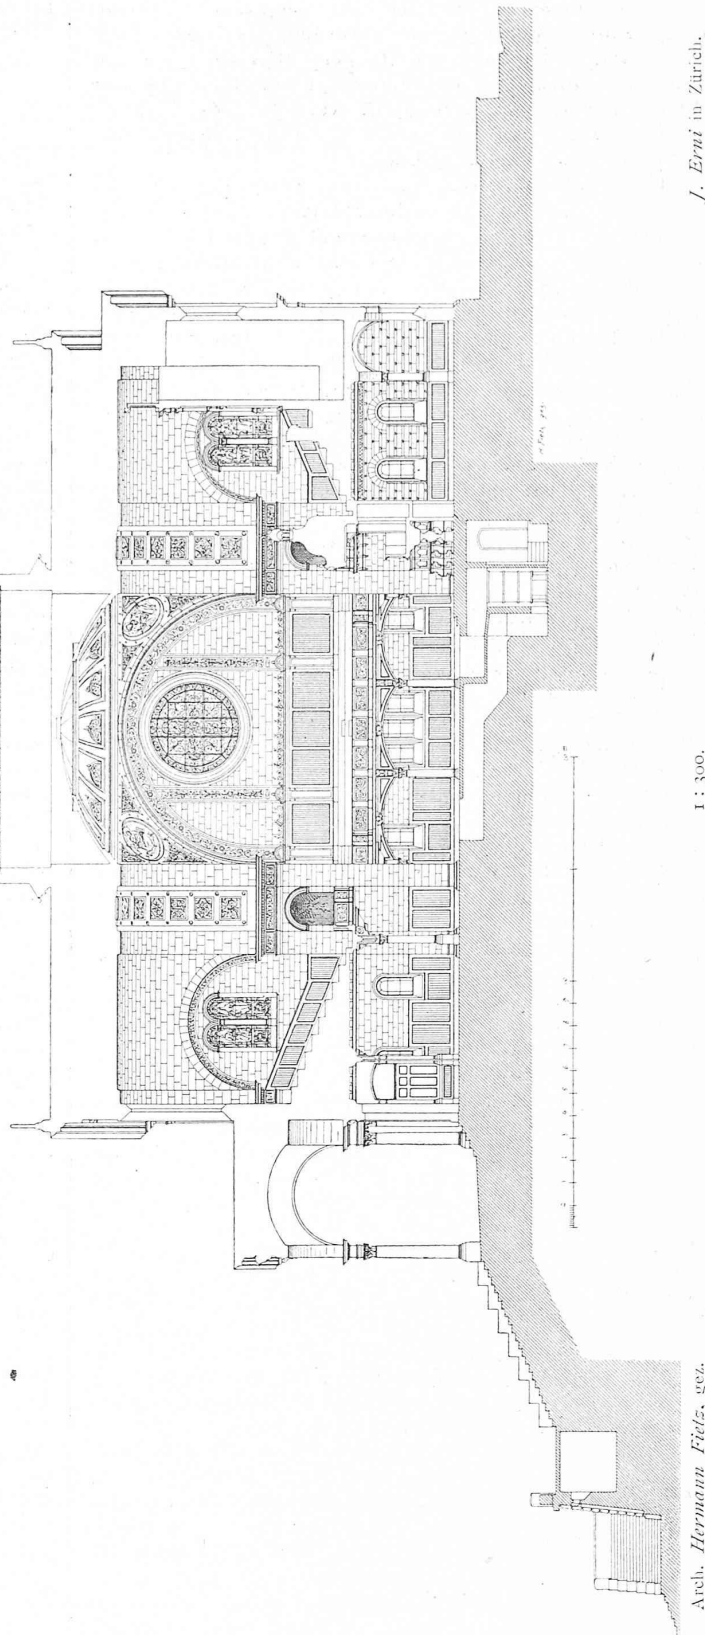 Arch. Hermann Fietz, gez.
1 : 300.
J. Erni in Zürich.